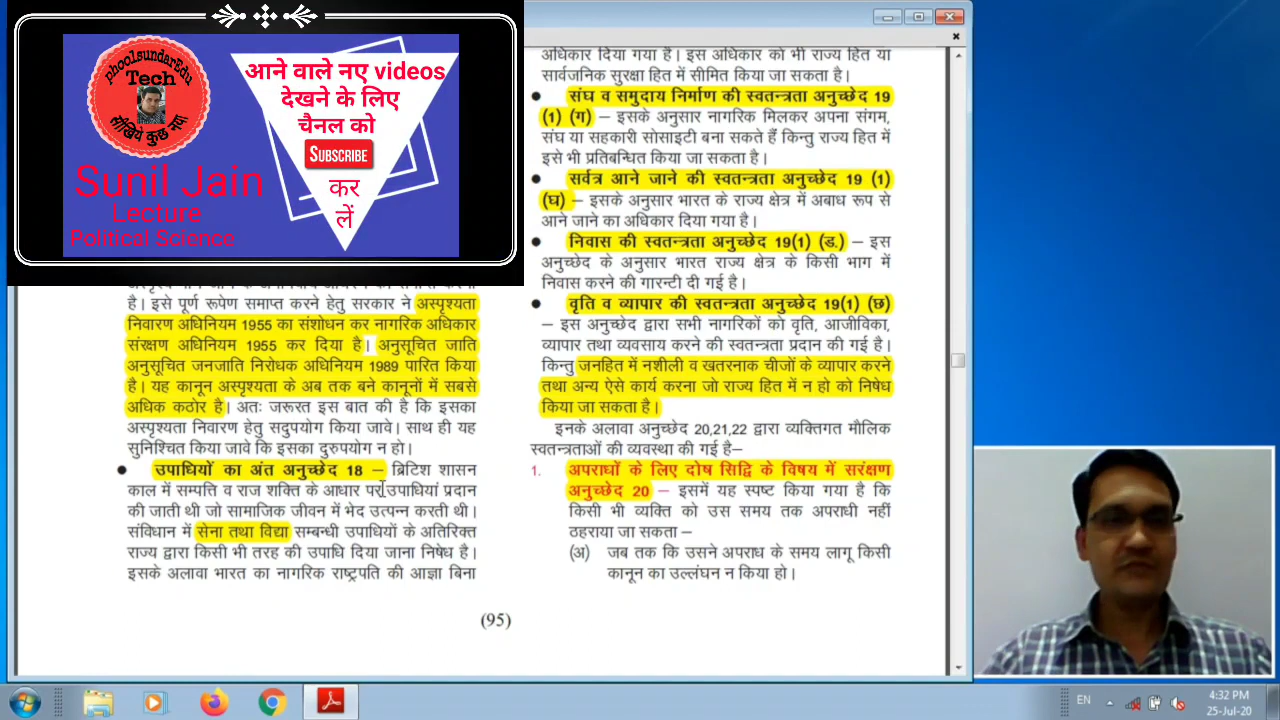 phoolsundarEdu
Tech
सीखिये कुछ नया
Sunil Jain
Lecture
Political Science
आने वाले नए videos
देखने के लिए
चैनल को
SUBSCRIBE
कर
लें
है। इसे पूर्ण रूपेण समाप्त करने हेतु सरकार ने अस्पृश्यता
निवारण अधिनियम 1955 का संशोधन कर नागरिक अधिकार
संरक्षण अधिनियम 1955 कर दिया है। अनुसूचित जाति
अनुसूचित जनजाति निरोधक अधिनियम 1989 पारित किया
है। यह कानून अस्पृश्यता के अब तक बने कानूनों में सबसे
अधिक कठोर है। अतः जरूरत इस बात की है कि इसका
अस्पृश्यता निवारण हेतु सदुपयोग किया जावे। साथ ही यह
सुनिश्चित किया जावे कि इसका दुरुपयोग न हो।
● उपाधियों का अंत अनुच्छेद 18 – ब्रिटिश शासन
काल में सम्पत्ति व राज शक्ति के आधार पर उपाधियां प्रदान
की जाती थी जो सामाजिक जीवन में भेद उत्पन्न करती थी।
संविधान में सेना तथा विद्या सम्बन्धी उपाधियों के अतिरिक्त
राज्य द्वारा किसी भी तरह की उपाधि दिया जाना निषेध है।
इसके अलावा भारत का नागरिक राष्ट्रपति की आज्ञा बिना
अधिकार दिया गया है। इस अधिकार को भी राज्य हित या
सार्वजनिक सुरक्षा हित में सीमित किया जा सकता है।
● संघ व समुदाय निर्माण की स्वतन्त्रता अनुच्छेद 19
(1) (ग) – इसके अनुसार नागरिक मिलकर अपना संगम,
संघ या सहकारी सोसाइटी बना सकते हैं किन्तु राज्य हित में
इसे भी प्रतिबन्धित किया जा सकता है।
● सर्वत्र आने जाने की स्वतन्त्रता अनुच्छेद 19 (1)
(घ) – इसके अनुसार भारत के राज्य क्षेत्र में अबाध रूप से
आने जाने का अधिकार दिया गया है।
● निवास की स्वतन्त्रता अनुच्छेद 19(1) (ड.) – इस
अनुच्छेद के अनुसार भारत राज्य क्षेत्र के किसी भाग में
निवास करने की गारन्टी दी गई है।
● वृति व व्यापार की स्वतन्त्रता अनुच्छेद 19(1) (छ)
– इस अनुच्छेद द्वारा सभी नागरिकों को वृति, आजीविका,
व्यापार तथा व्यवसाय करने की स्वतन्त्रता प्रदान की गई है।
किन्तु जनहित में नशीली व खतरनाक चीजों के व्यापार करने
तथा अन्य ऐसे कार्य करना जो राज्य हित में न हो को निषेध
किया जा सकता है।
इनके अलावा अनुच्छेद 20,21,22 द्वारा व्यक्तिगत मौलिक
स्वतन्त्रताओं की व्यवस्था की गई है–
1. अपराधों के लिए दोष सिद्वि के विषय में सरंक्षण
अनुच्छेद 20 – इसमें यह स्पष्ट किया गया है कि
किसी भी व्यक्ति को उस समय तक अपराधी नहीं
ठहराया जा सकता –
(अ) जब तक कि उसने अपराध के समय लागू किसी
कानून का उल्लंघन न किया हो।
(95)
EN
4:32 PM
25-Jul-20